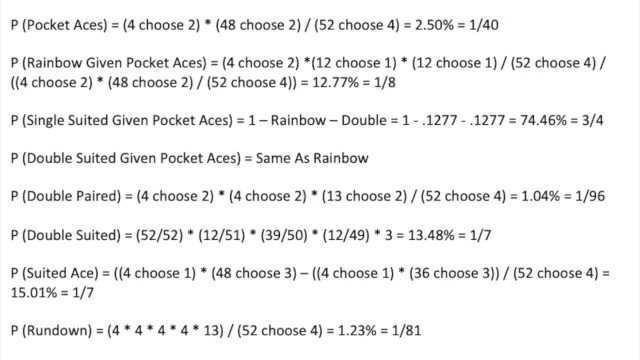 P (Pocket Aces) = (4 choose 2) * (48 choose 2) / (52 choose 4) = 2.50% = 1/40
P (Rainbow Given Pocket Aces) = (4 choose 2) *(12 choose 1) * (12 choose 1) / (52 choose 4) /
((4 choose 2) * (48 choose 2) / (52 choose 4)) = 12.77% = 1/8
P (Single Suited Given Pocket Aces) = 1 – Rainbow – Double = 1 - .1277 - .1277 = 74.46% = 3/4
P (Double Suited Given Pocket Aces) = Same As Rainbow
P (Double Paired) = (4 choose 2) * (4 choose 2) * (13 choose 2) / (52 choose 4) = 1.04% = 1/96
P (Double Suited) = (52/52) * (12/51) * (39/50) * (12/49) * 3 = 13.48% = 1/7
P (Suited Ace) = ((4 choose 1) * (48 choose 3) – ((4 choose 1) * (36 choose 3)) / (52 choose 4) =
15.01% = 1/7
P (Rundown) = (4 * 4 * 4 * 4 * 13) / (52 choose 4) = 1.23% = 1/81